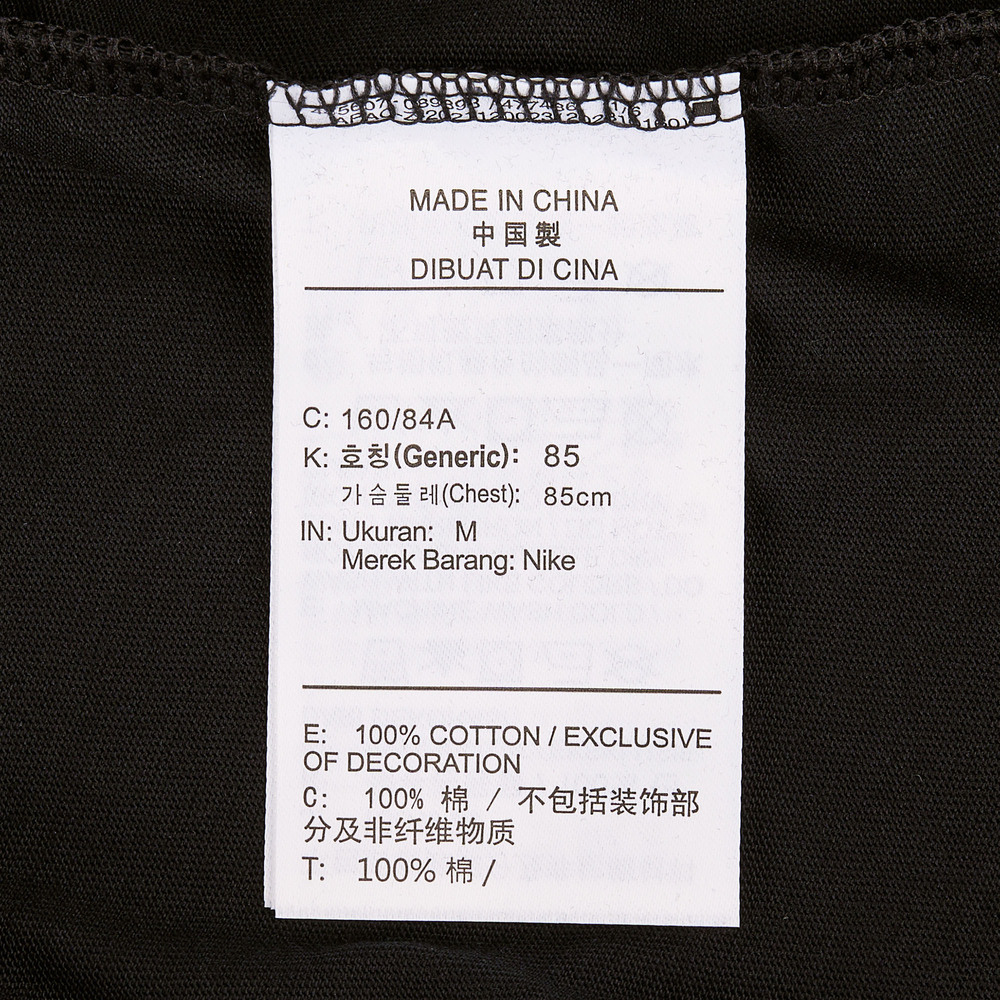 MADE IN CHINA
中国製
DIBUAT DI CINA
C: 160/84A
K: 호칭(Generic): 85
가슴둘레(Chest): 85cm
IN: Ukuran: M
Merek Barang: Nike
E: 100% COTTON / EXCLUSIVE
OF DECORATION
C: 100% 棉 / 不包括装饰部
分及非纤维物质
T: 100% 棉 /